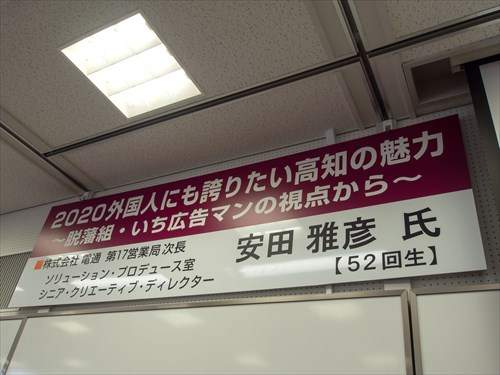 2020外国人にも誇りたい高知の魅力
～脱藩組・いち広告マンの視点から～
■株式会社 電通 第17営業局 次長
ソリューション・プロデュース室
シニア・クリエーティブ・ディレクター
安田 雅彦 氏
【52回生】